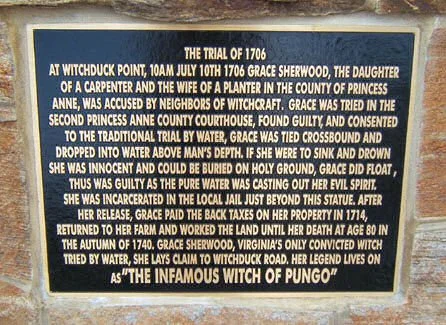 THE TRIAL OF 1706
AT WITCHDUCK POINT, 10AM JULY 10TH 1706 GRACE SHERWOOD, THE DAUGHTER
OF A CARPENTER AND THE WIFE OF A PLANTER IN THE COUNTY OF PRINCESS
ANNE, WAS ACCUSED BY NEIGHBORS OF WITCHCRAFT. GRACE WAS TRIED IN THE
SECOND PRINCESS ANNE COUNTY COURTHOUSE, FOUND GUILTY, AND CONSENTED
TO THE TRADITIONAL TRIAL BY WATER, GRACE WAS TIED CROSSBOUND AND
DROPPED INTO WATER ABOVE MAN'S DEPTH. IF SHE WERE TO SINK AND DROWN
SHE WAS INNOCENT AND COULD BE BURIED ON HOLY GROUND, GRACE DID FLOAT,
THUS WAS GUILTY AS THE PURE WATER WAS CASTING OUT HER EVIL SPIRIT.
SHE WAS INCARCERATED IN THE LOCAL JAIL JUST BEYOND THIS STATUE. AFTER
HER RELEASE, GRACE PAID THE BACK TAXES ON HER PROPERTY IN 1714,
RETURNED TO HER FARM AND WORKED THE LAND UNTIL HER DEATH AT AGE 80 IN
THE AUTUMN OF 1740. GRACE SHERWOOD, VIRGINIA'S ONLY CONVICTED WITCH
TRIED BY WATER, SHE LAYS CLAIM TO WITCHDUCK ROAD. HER LEGEND LIVES ON
AS "THE INFAMOUS WITCH OF PUNGO"